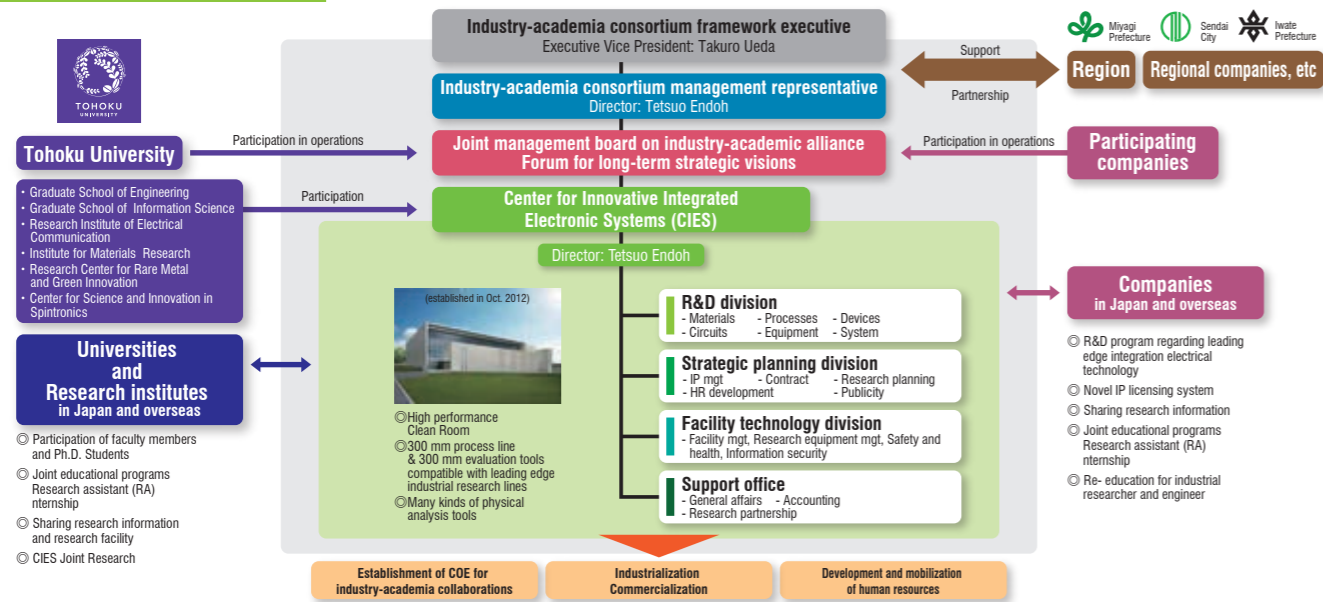 Industry-academia consortium framework executive
Executive Vice President: Takuro Ueda
Industry-academia consortium management representative
Director: Tetsuo Endoh
Joint management board on industry-academic alliance
Forum for long-term strategic visions
Center for Innovative Integrated
Electronic Systems (CIES)
Director: Tetsuo Endoh
TOHOKU
UNIVERSITY
Tohoku University
Participation in operations
• Graduate School of Engineering
• Graduate School of Information Science
• Research Institute of Electrical
Communication
• Institute for Materials Research
• Research Center for Rare Metal
and Green Innovation
• Center for Science and Innovation in
Spintronics
Participation
Universities
and
Research institutes
in Japan and overseas
◎ Participation of faculty members
and Ph.D. Students
◎ Joint educational programs
Research assistant (RA)
nternship
◎ Sharing research information
and research facility
◎ CIES Joint Research
(established in Oct. 2012)
◎High performance
Clean Room
◎300 mm process line
& 300 mm evaluation tools
compatible with leading edge
industrial research lines
◎Many kinds of physical
analysis tools
R&D division
- Materials - Processes - Devices
- Circuits - Equipment - System
Strategic planning division
- IP mgt - Contract - Research planning
- HR development - Publicity
Facility technology division
- Facility mgt, Research equipment mgt, Safety and
health, Information security
Support office
- General affairs - Accounting
- Research partnership
Miyagi
Prefecture
Sendai
City
Iwate
Prefecture
Support
Partnership
Region
Regional companies, etc
Participation in operations
Participating
companies
Companies
in Japan and overseas
◎ R&D program regarding leading
edge integration electrical
technology
◎ Novel IP licensing system
◎ Sharing research information
◎ Joint educational programs
Research assistant (RA)
nternship
◎ Re- education for industrial
researcher and engineer
Establishment of COE for
industry-academia collaborations
Industrialization
Commercialization
Development and mobilization
of human resources